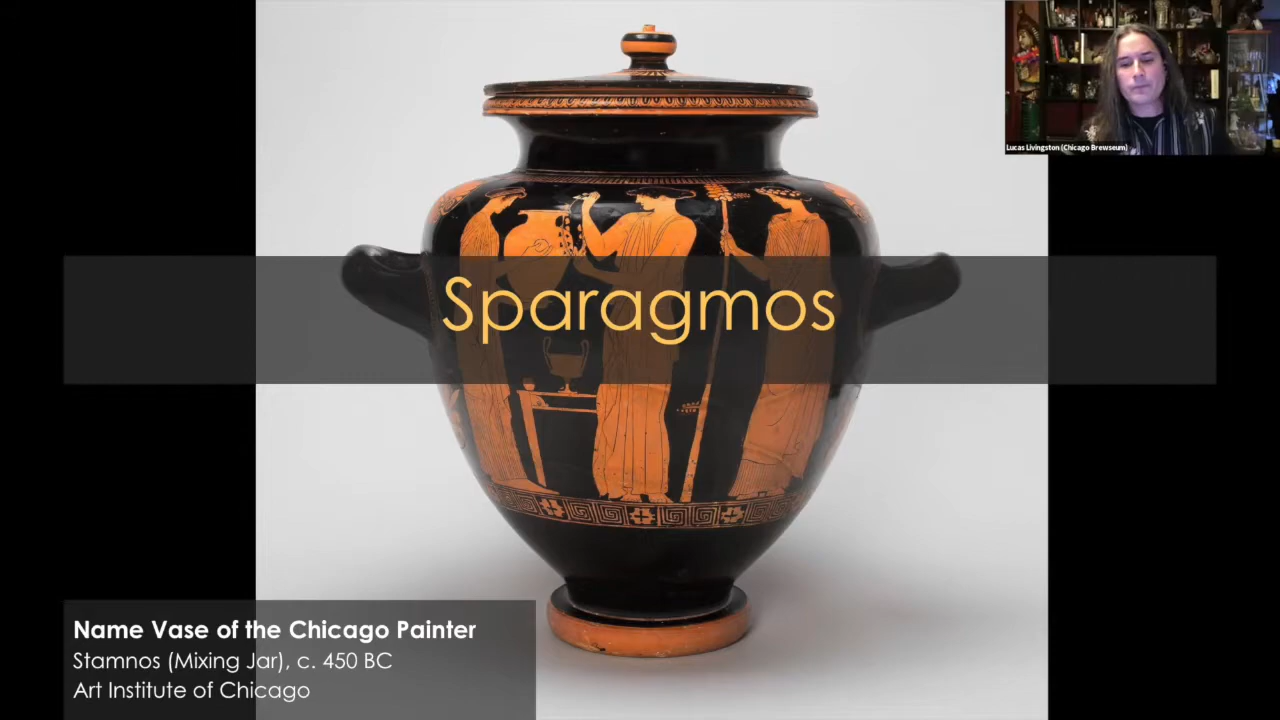 Lucas Livingston (Chicago Brewseum)
Sparagmos
Name Vase of the Chicago Painter
Stamnos (Mixing Jar), c. 450 BC
Art Institute of Chicago